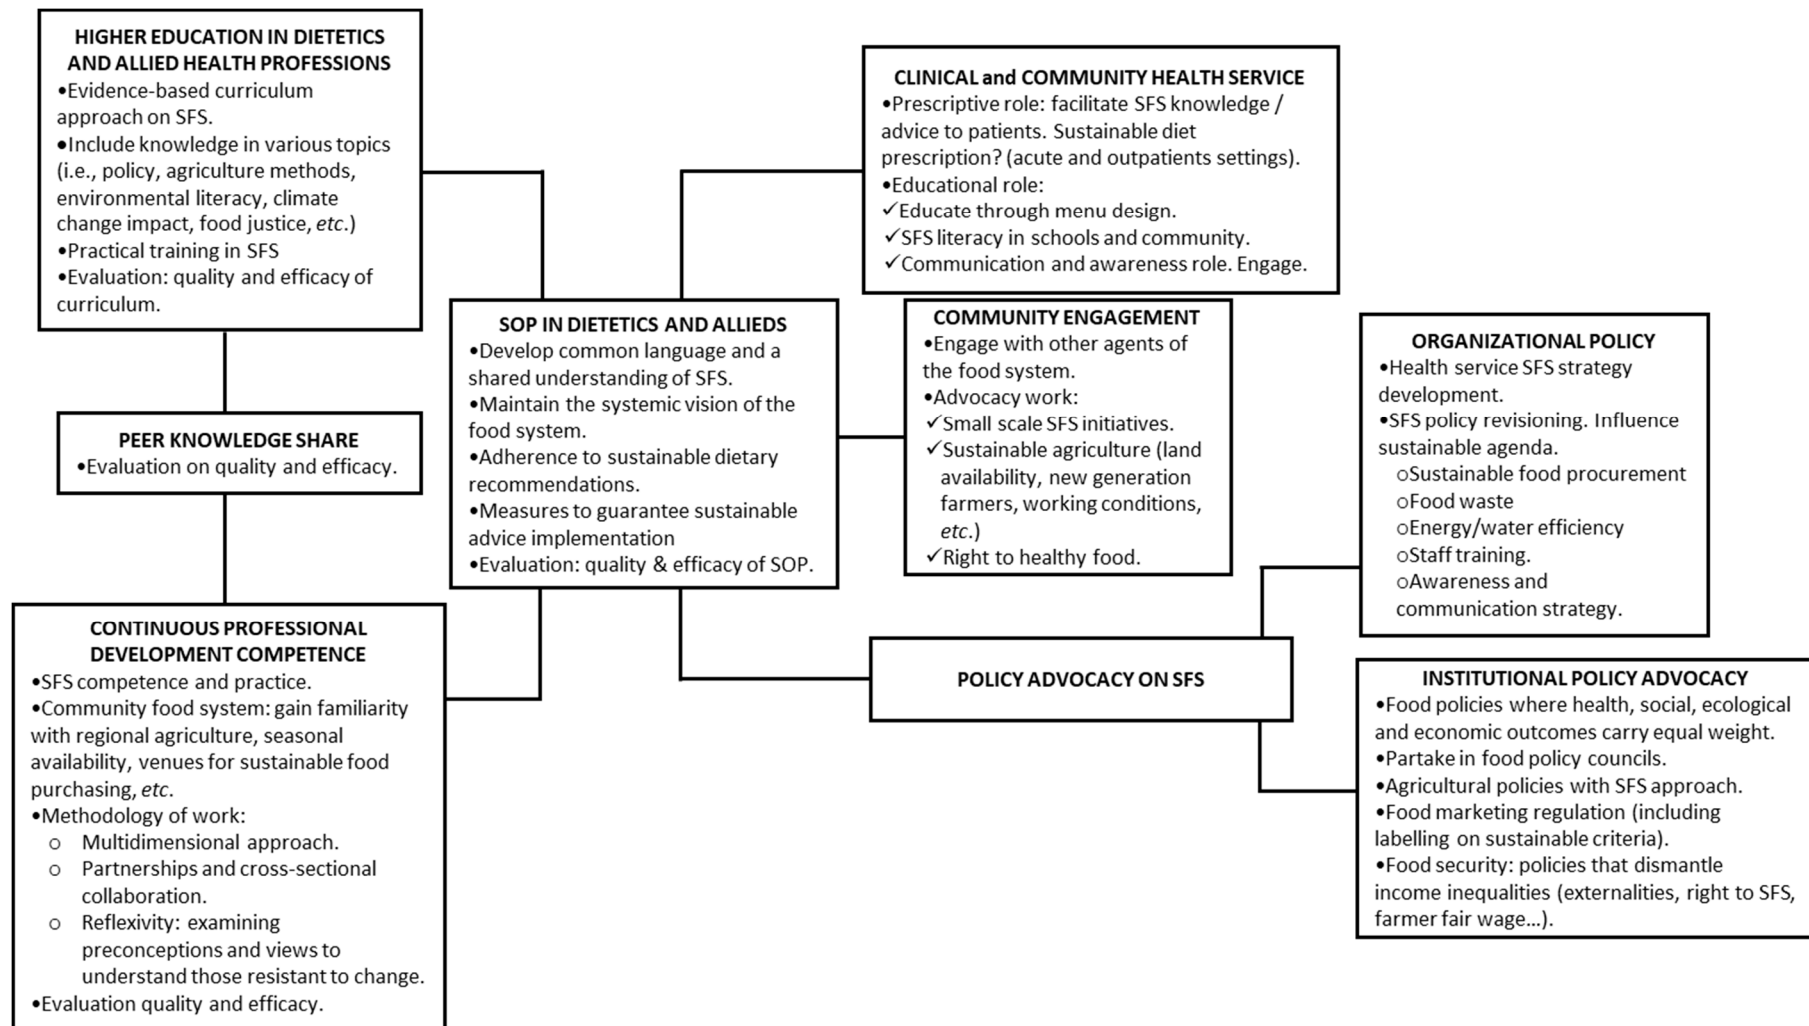 HIGHER EDUCATION IN DIETETICS
AND ALLIED HEALTH PROFESSIONS
•Evidence-based curriculum
approach on SFS.
•Include knowledge in various topics
(i.e., policy, agriculture methods,
environmental literacy, climate
change impact, food justice, etc.)
•Practical training in SFS
•Evaluation: quality and efficacy of
curriculum.
PEER KNOWLEDGE SHARE
•Evaluation on quality and efficacy.
CONTINUOUS PROFESSIONAL
DEVELOPMENT COMPETENCE
•SFS competence and practice.
•Community food system: gain familiarity
with regional agriculture, seasonal
availability, venues for sustainable food
purchasing, etc.
•Methodology of work:
o Multidimensional approach.
o Partnerships and cross-sectional
collaboration.
o Reflexivity: examining
preconceptions and views to
understand those resistant to change.
•Evaluation quality and efficacy.
SOP IN DIETETICS AND ALLIEDS
•Develop common language and a
shared understanding of SFS.
•Maintain the systemic vision of the
food system.
•Adherence to sustainable dietary
recommendations.
•Measures to guarantee sustainable
advice implementation
•Evaluation: quality & efficacy of SOP.
CLINICAL and COMMUNITY HEALTH SERVICE
•Prescriptive role: facilitate SFS knowledge /
advice to patients. Sustainable diet
prescription? (acute and outpatients settings).
•Educational role:
✓Educate through menu design.
✓SFS literacy in schools and community.
✓Communication and awareness role. Engage.
COMMUNITY ENGAGEMENT
•Engage with other agents of
the food system.
•Advocacy work:
✓Small scale SFS initiatives.
✓Sustainable agriculture (land
availability, new generation
farmers, working conditions,
etc.)
✓Right to healthy food.
POLICY ADVOCACY ON SFS
ORGANIZATIONAL POLICY
•Health service SFS strategy
development.
•SFS policy revisioning. Influence
sustainable agenda.
oSustainable food procurement
oFood waste
oEnergy/water efficiency
oStaff training.
oAwareness and
communication strategy.
INSTITUTIONAL POLICY ADVOCACY
•Food policies where health, social, ecological
and economic outcomes carry equal weight.
•Partake in food policy councils.
•Agricultural policies with SFS approach.
•Food marketing regulation (including
labelling on sustainable criteria).
•Food security: policies that dismantle
income inequalities (externalities, right to SFS,
farmer fair wage…).